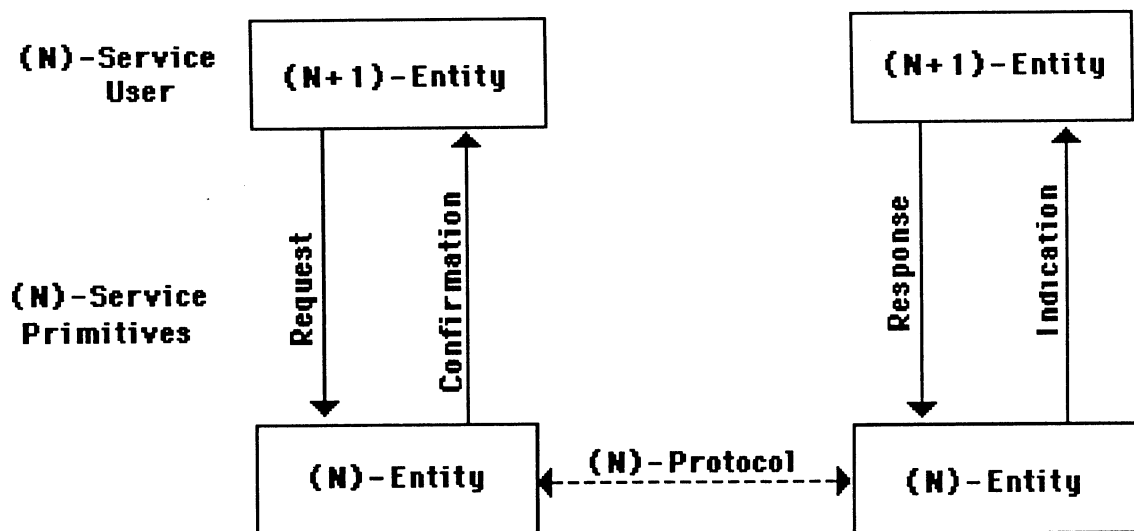 (N)-Service
User
(N+1)-Entity
(N+1)-Entity
(N)-Service
Primitives
Request
Confirmation
Response
Indication
(N)-Entity
(N)-Protocol
(N)-Entity